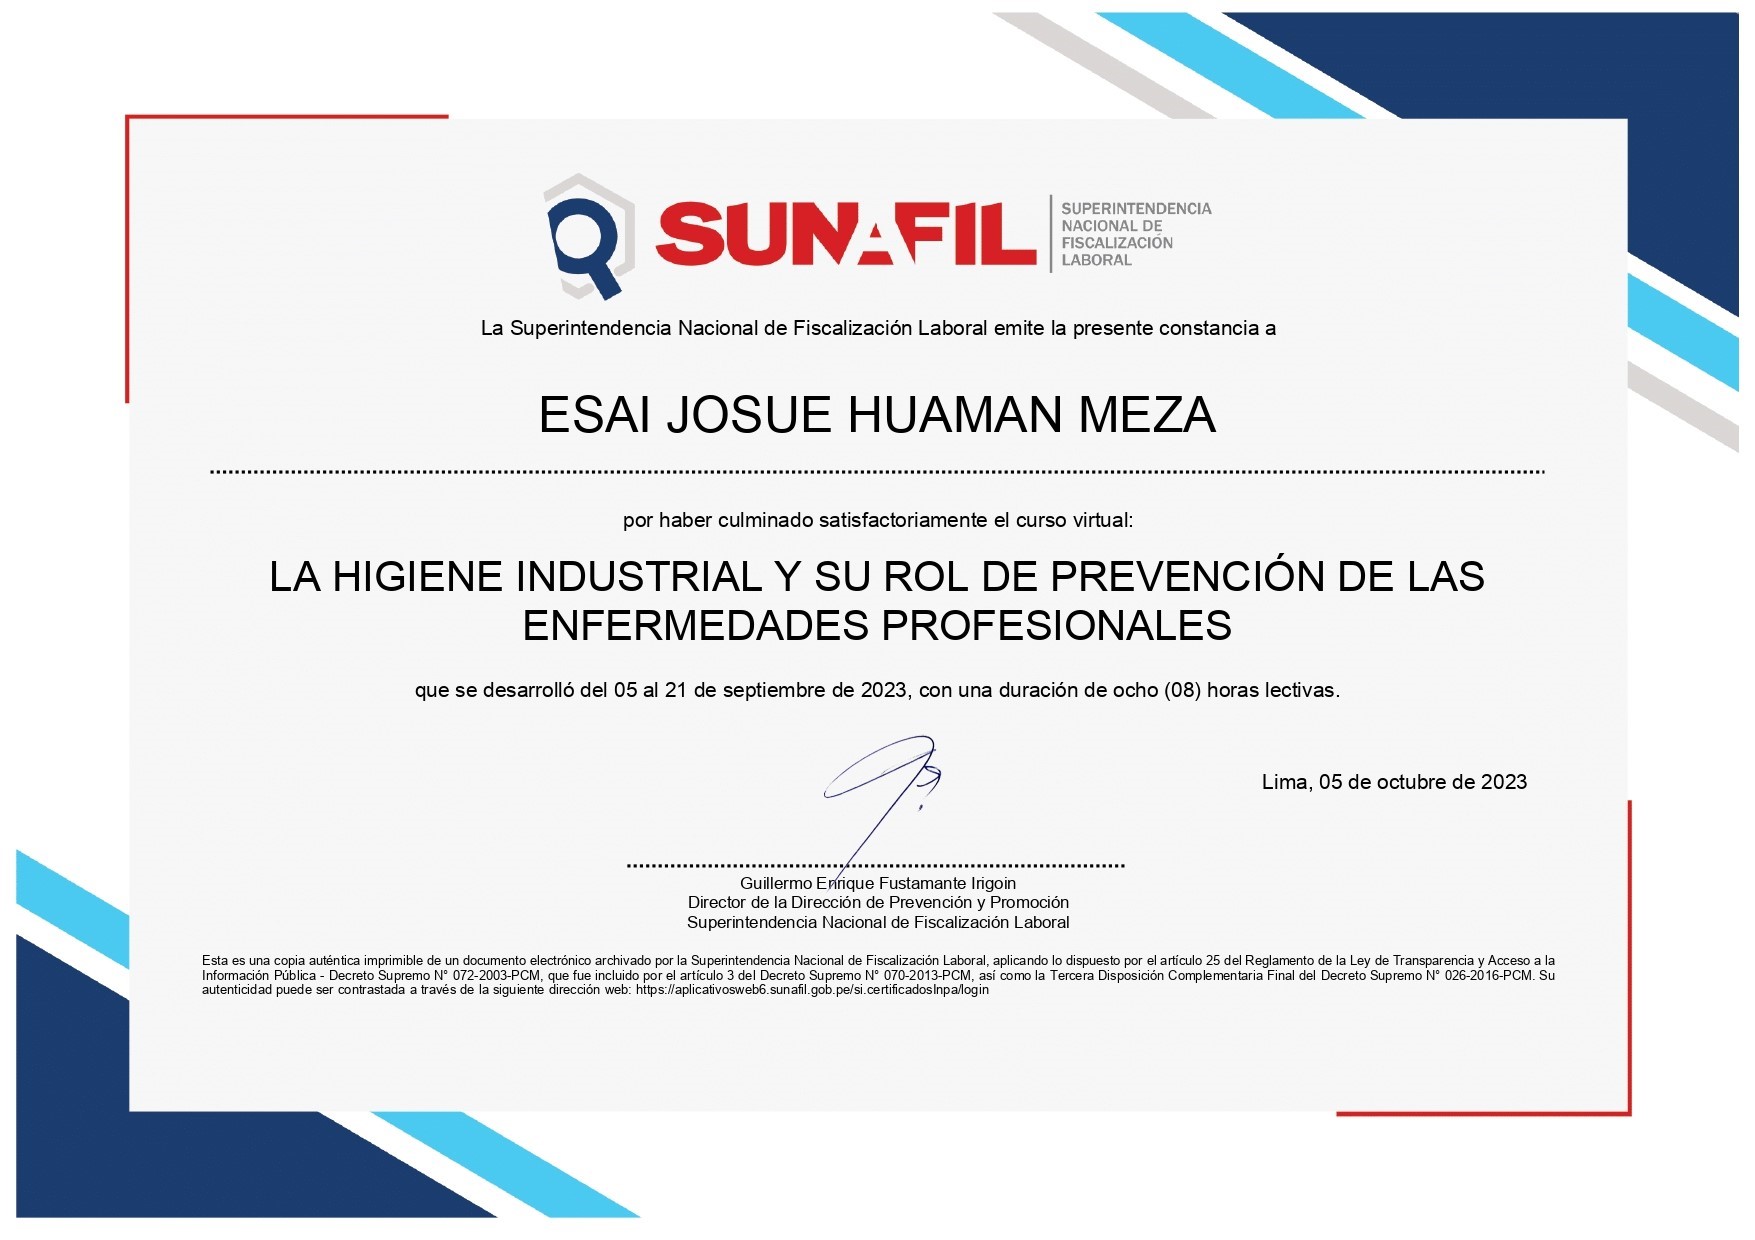 SUNAFIL
SUPERINTENDENCIA
NACIONAL DE
FISCALIZACIÓN
LABORAL
La Superintendencia Nacional de Fiscalización Laboral emite la presente constancia a
ESAI JOSUE HUAMAN MEZA
por haber culminado satisfactoriamente el curso virtual:
LA HIGIENE INDUSTRIAL Y SU ROL DE PREVENCIÓN DE LAS
ENFERMEDADES PROFESIONALES
que se desarrolló del 05 al 21 de septiembre de 2023, con una duración de ocho (08) horas lectivas.
Lima, 05 de octubre de 2023
Guillermo Enrique Fustamante Irigoin
Director de la Dirección de Prevención y Promoción
Superintendencia Nacional de Fiscalización Laboral
Esta es una copia auténtica imprimible de un documento electrónico archivado por la Superintendencia Nacional de Fiscalización Laboral, aplicando lo dispuesto por el artículo 25 del Reglamento de la Ley de Transparencia y Acceso a la
Información Pública - Decreto Supremo N° 072-2003-PCM, que fue incluido por el artículo 3 del Decreto Supremo N° 070-2013-PCM, así como la Tercera Disposición Complementaria Final del Decreto Supremo N° 026-2016-PCM. Su
autenticidad puede ser contrastada a través de la siguiente dirección web: https://aplicativosweb6.sunafil.gob.pe/si.certificadosInpa/login